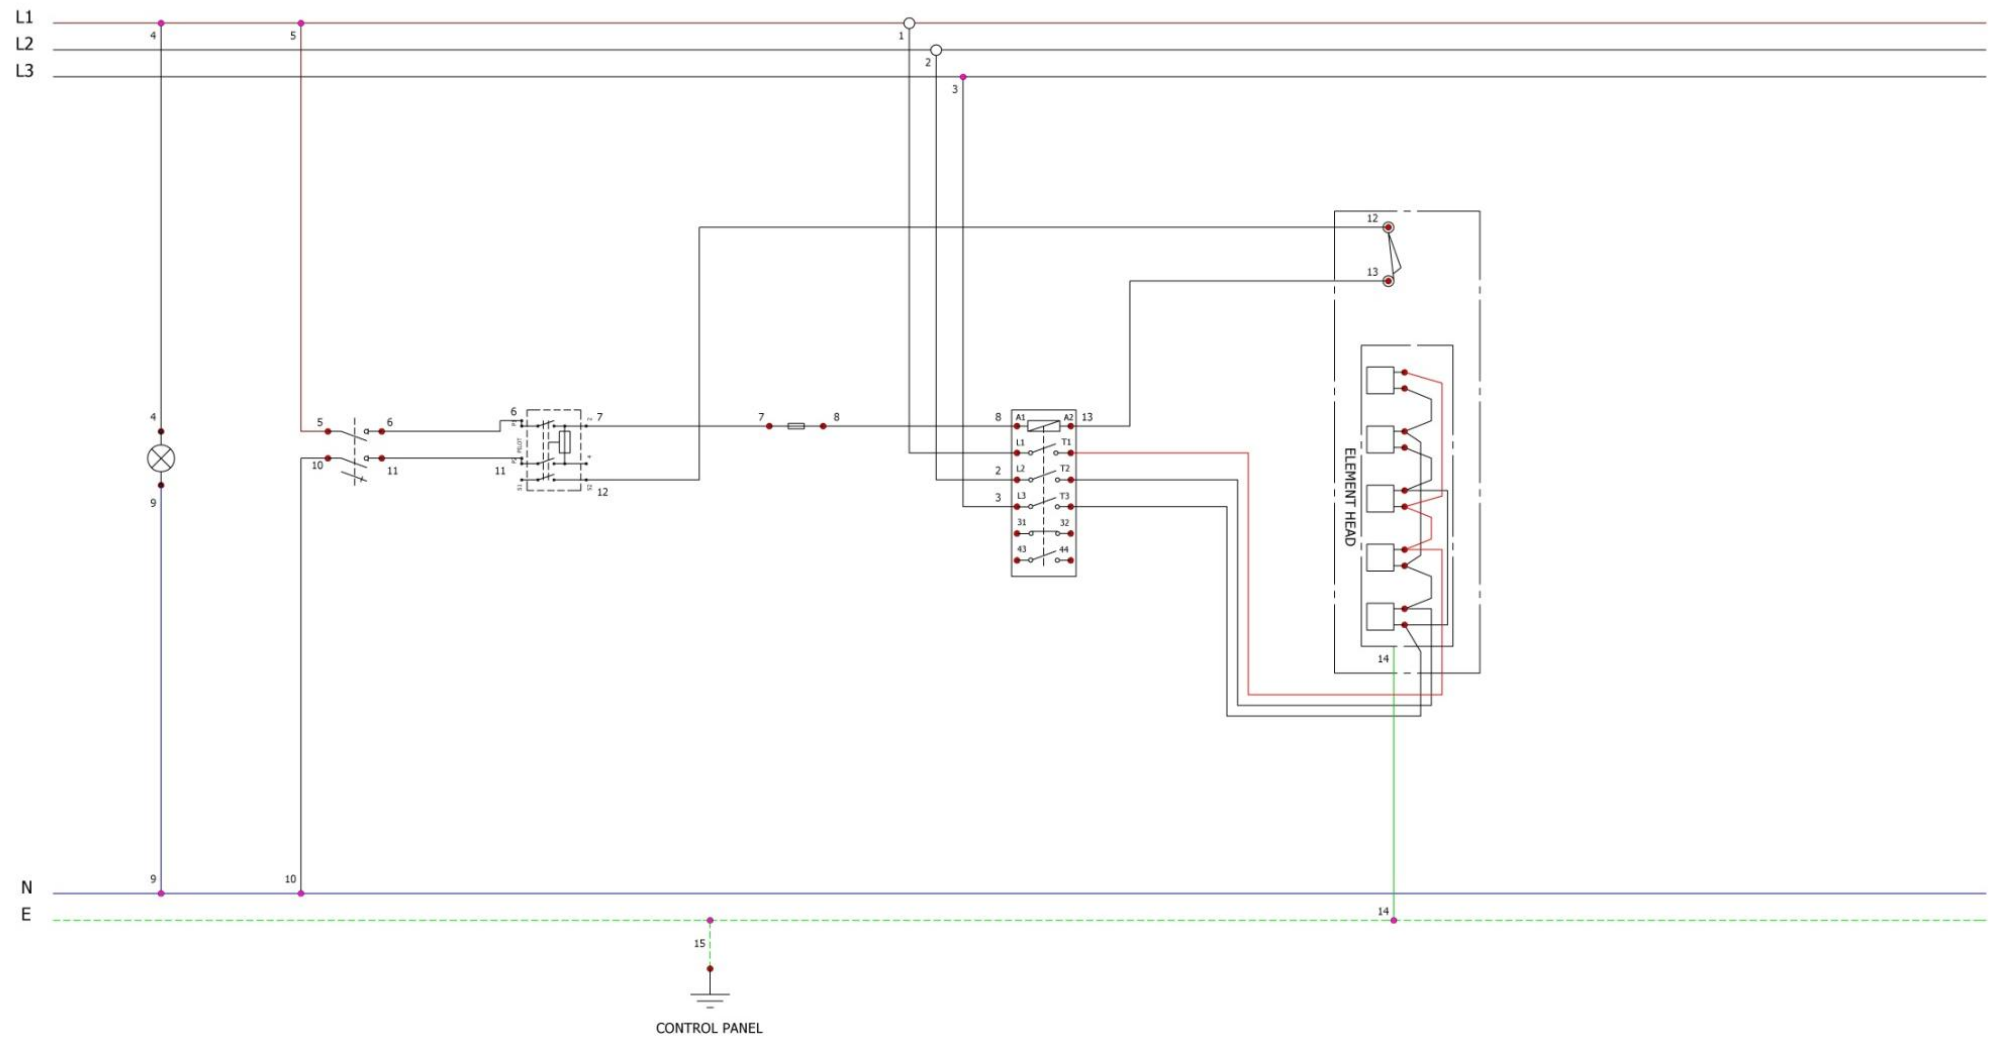 L1
4 5 1
L2
2
L3
3
12
13
4 5 6 6 7 7 8 8 A1 A2 13
L1 T1
10 11 11 12 2 L2 T2
9 3 L3 T3
31 32
43 44
PILOT
ELEMENT HEAD
14
N 9 10
E 14
15
CONTROL PANEL